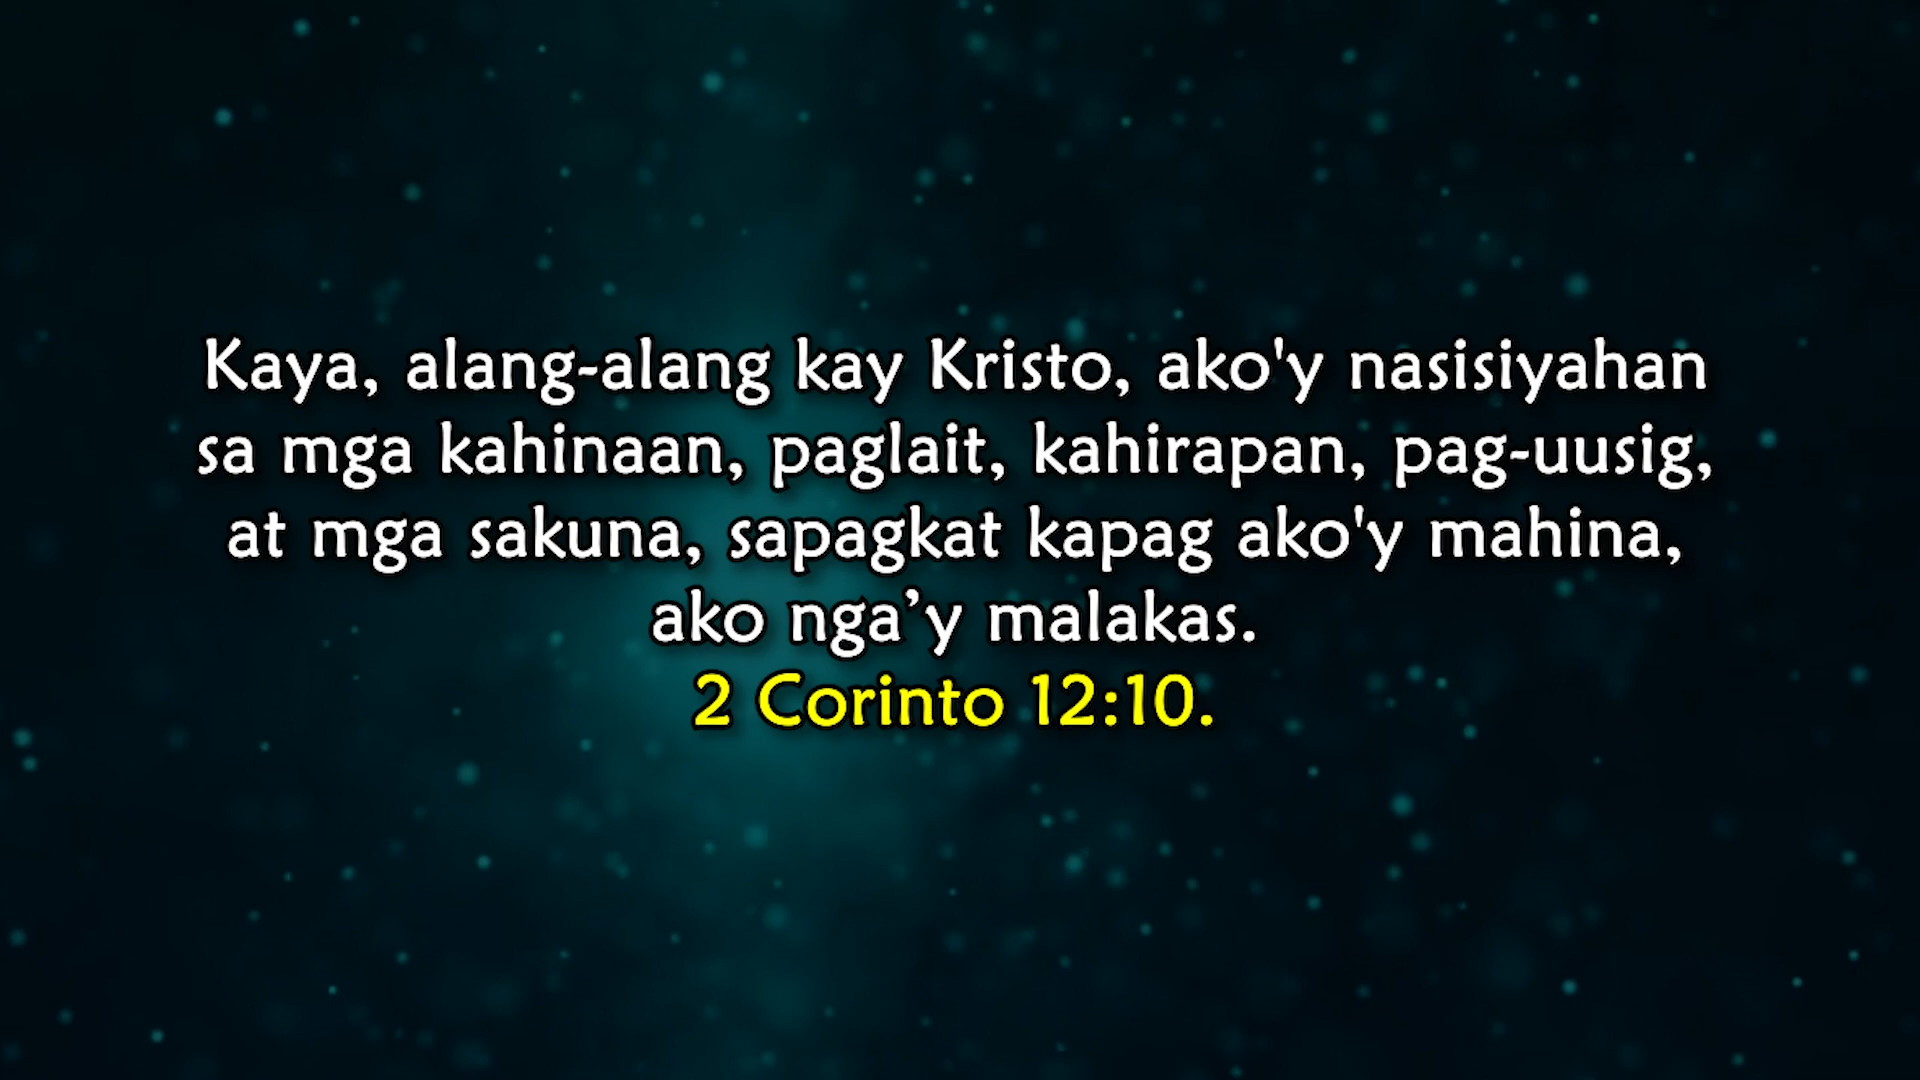 Kaya, alang-alang kay Kristo, ako'y nasisiyahan
sa mga kahinaan, paglait, kahirapan, pag-uusig,
at mga sakuna, sapagkat kapag ako'y mahina,
ako nga’y malakas.
2 Corinto 12:10.